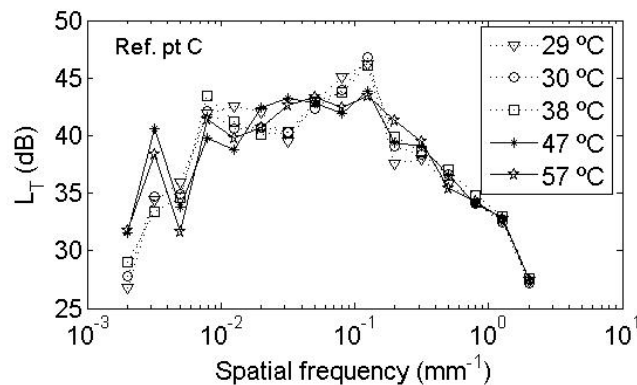 50
45
40
35
30
25
L_T (dB)
Ref. pt C
29 ºC
30 ºC
38 ºC
47 ºC
57 ºC
10^-3
10^-2
10^-1
10^0
10^1
Spatial frequency (mm^-1)